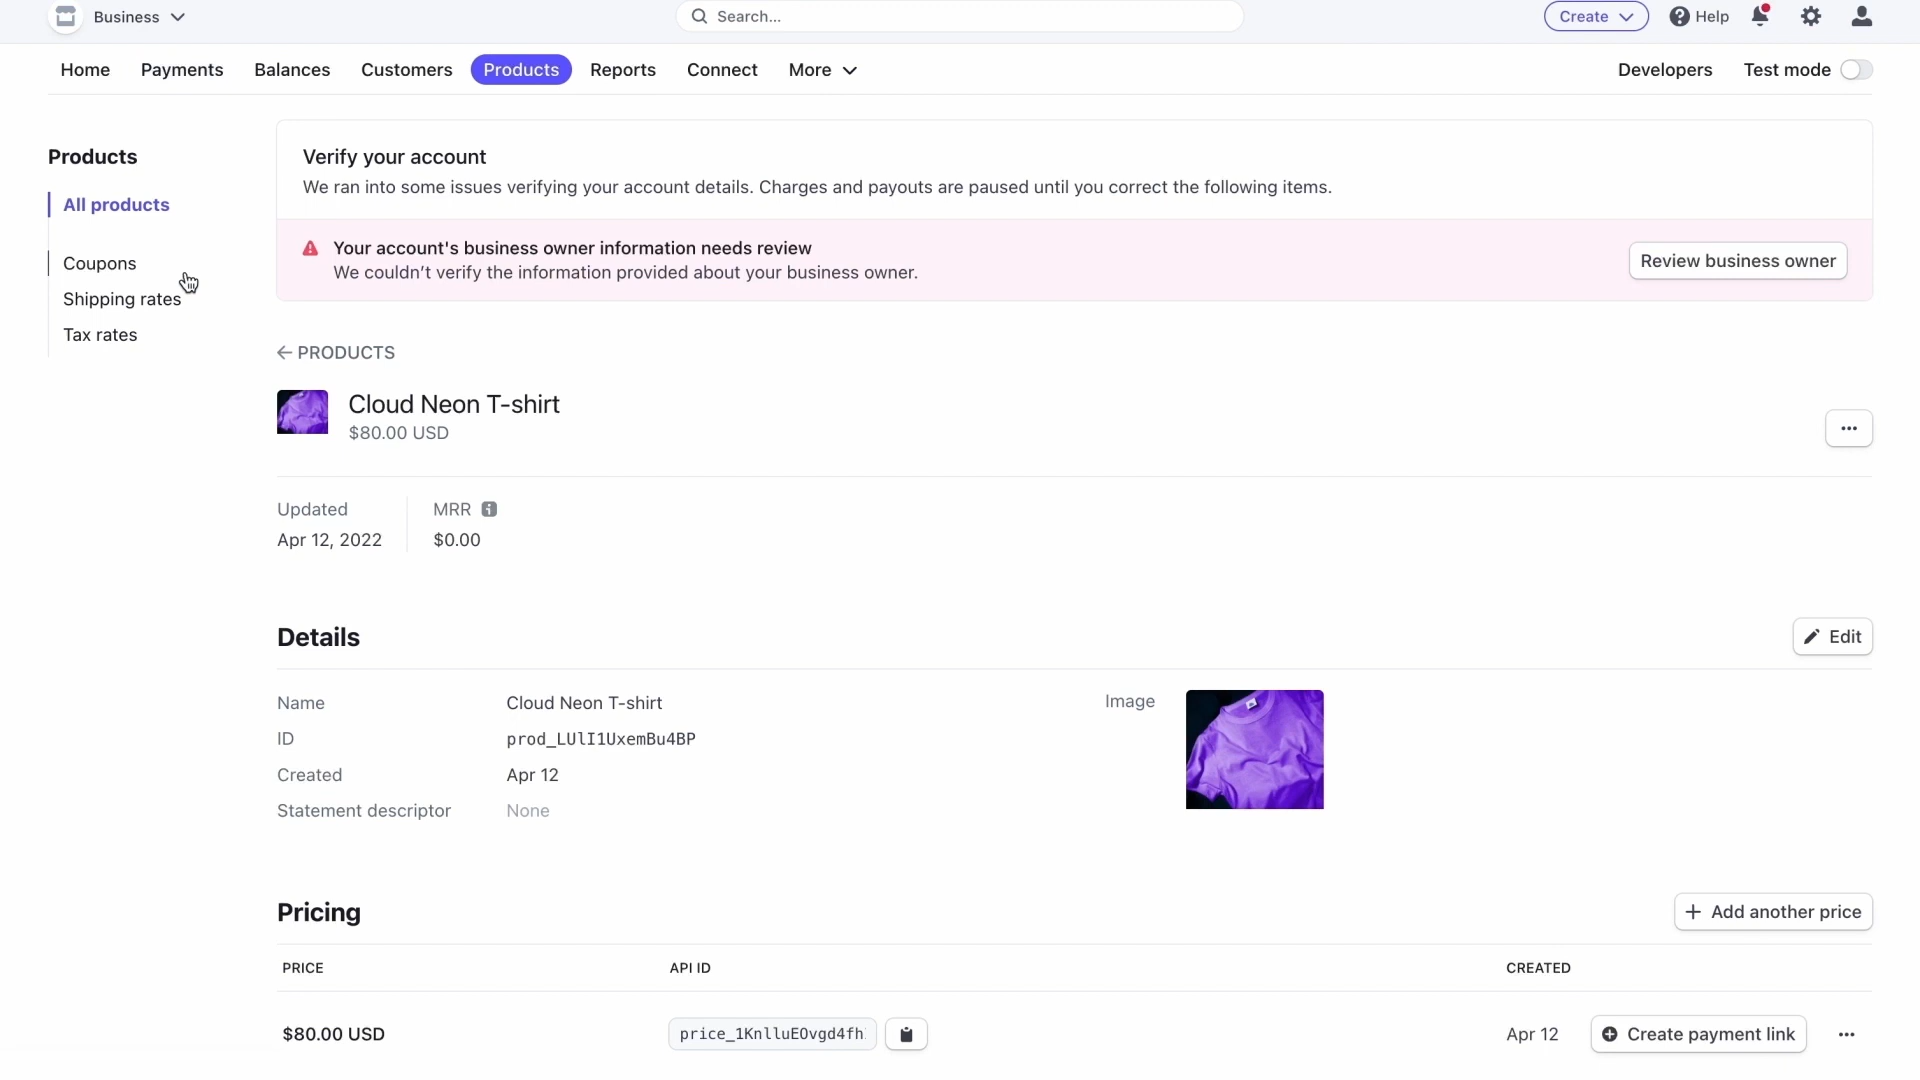 Business
Search...
Create
Help
Home
Payments
Balances
Customers
Products
Reports
Connect
More
Developers
Test mode
Products
All products
Coupons
Shipping rates
Tax rates
Verify your account
We ran into some issues verifying your account details. Charges and payouts are paused until you correct the following items.
Your account's business owner information needs review
We couldn't verify the information provided about your business owner.
Review business owner
← PRODUCTS
Cloud Neon T-shirt
$80.00 USD
Updated
Apr 12, 2022
MRR
$0.00
Details
Edit
Name
Cloud Neon T-shirt
ID
prod_LUlI1UxemBu4BP
Created
Apr 12
Statement descriptor
None
Image
Pricing
+ Add another price
PRICE
API ID
CREATED
$80.00 USD
price_1KnlluEOvgd4fh
Apr 12
Create payment link